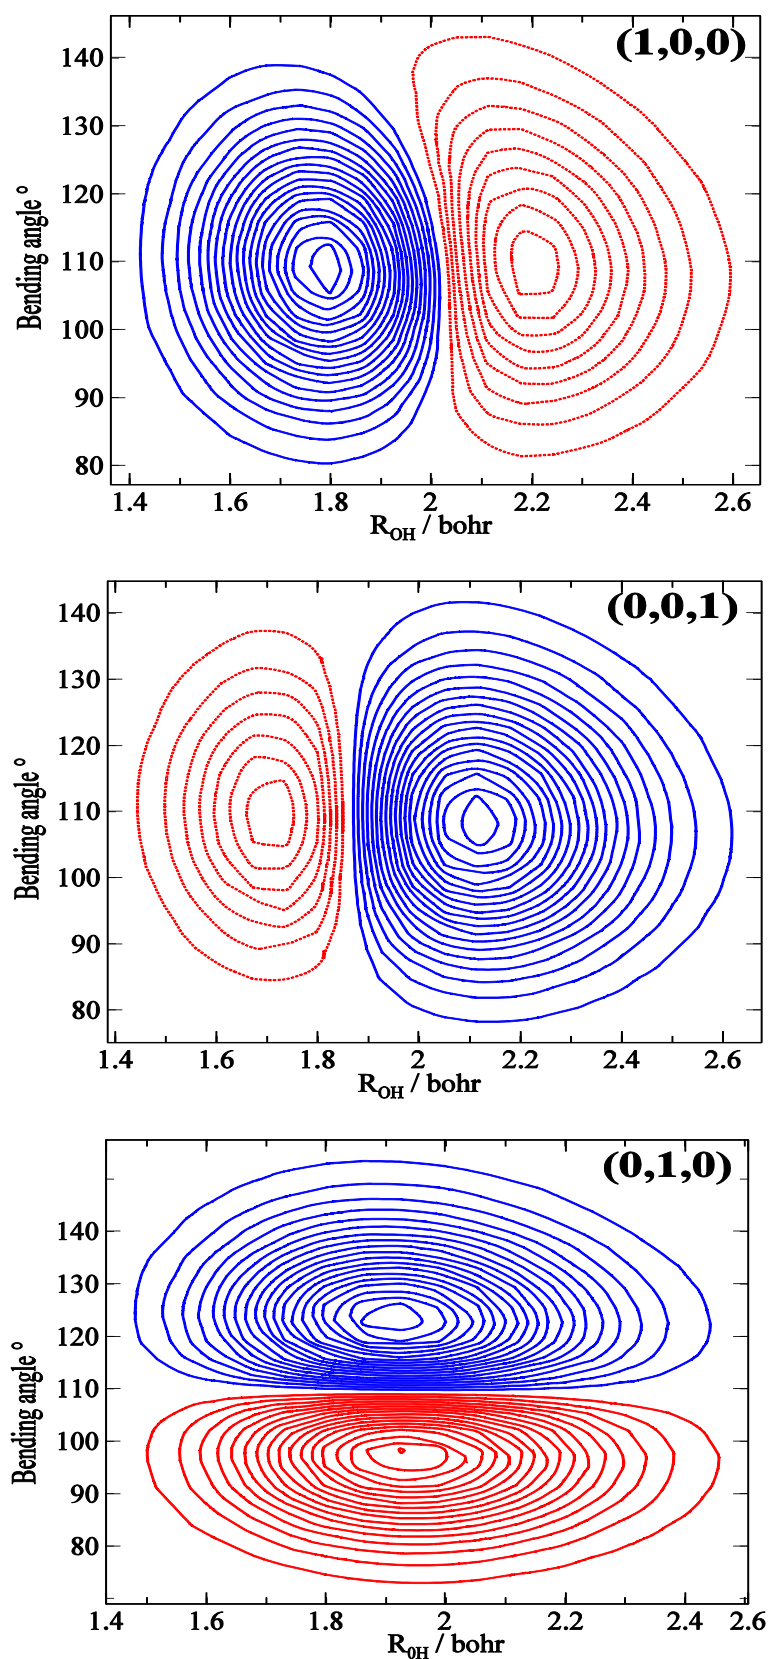 (1,0,0)
140
130
120
110
100
90
80
Bending angle °
1.4 1.6 1.8 2 2.2 2.4 2.6
R_OH / bohr
(0,0,1)
140
130
120
110
100
90
80
Bending angle °
1.4 1.6 1.8 2 2.2 2.4 2.6
R_OH / bohr
(0,1,0)
140
130
120
110
100
90
80
Bending angle °
1.4 1.6 1.8 2 2.2 2.4 2.6
R_0H / bohr